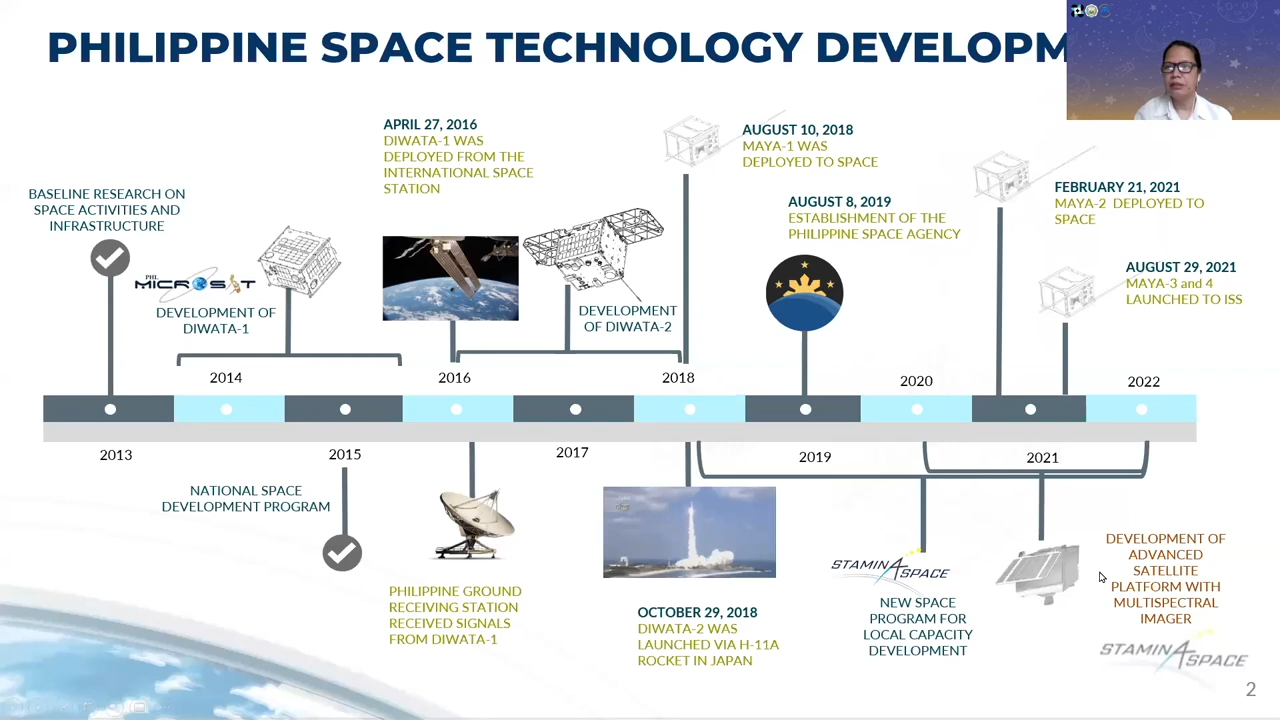 PHILIPPINE SPACE TECHNOLOGY DEVELOPM
APRIL 27, 2016
DIWATA-1 WAS
DEPLOYED FROM THE
INTERNATIONAL SPACE
STATION
AUGUST 10, 2018
MAYA-1 WAS
DEPLOYED TO SPACE
BASELINE RESEARCH ON
SPACE ACTIVITIES AND
INFRASTRUCTURE
AUGUST 8, 2019
ESTABLISHMENT OF THE
PHILIPPINE SPACE AGENCY
FEBRUARY 21, 2021
MAYA-2 DEPLOYED TO
SPACE
AUGUST 29, 2021
MAYA-3 and 4
LAUNCHED TO ISS
PHL
MICROSAT
DEVELOPMENT OF
DIWATA-1
DEVELOPMENT
OF DIWATA-2
2014
2016
2018
2020
2022
2013
2015
2017
2019
2021
NATIONAL SPACE
DEVELOPMENT PROGRAM
PHILIPPINE GROUND
RECEIVING STATION
RECEIVED SIGNALS
FROM DIWATA-1
OCTOBER 29, 2018
DIWATA-2 WAS
LAUNCHED VIA H-11A
ROCKET IN JAPAN
STAMINA4SPACE
NEW SPACE
PROGRAM FOR
LOCAL CAPACITY
DEVELOPMENT
DEVELOPMENT OF
ADVANCED
SATELLITE
PLATFORM WITH
MULTISPECTRAL
IMAGER
STAMINA4SPACE
2